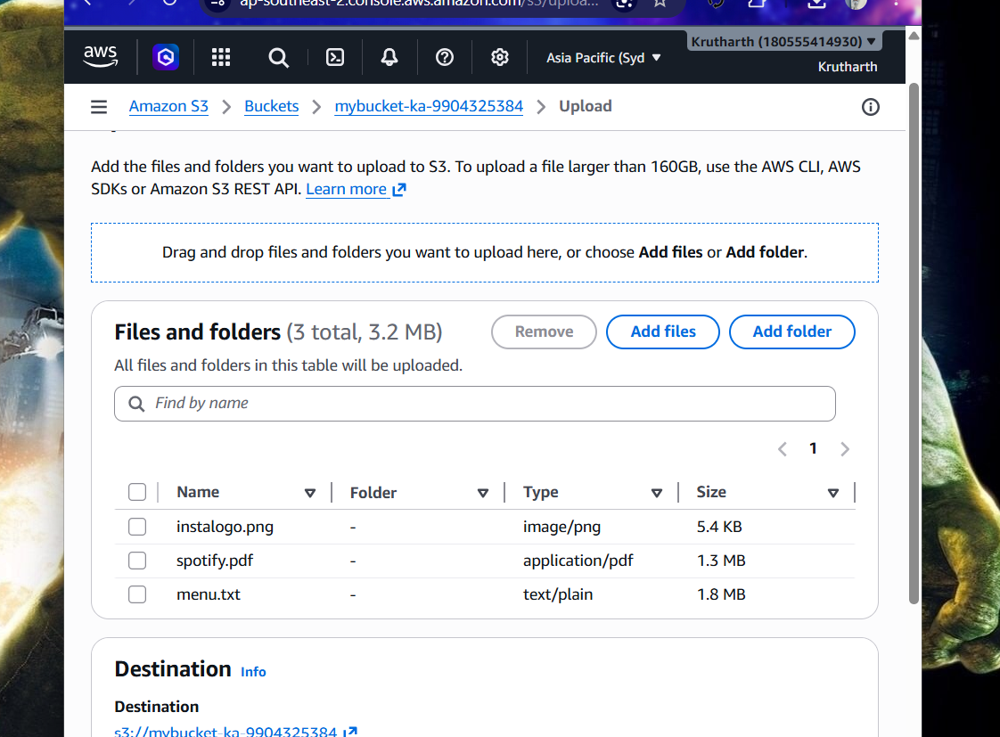 ap-southeast-2.console.aws.amazon.com/s3/uploa...
aws
Asia Pacific (Syd
Krutharth (180555414930)
Krutharth
Amazon S3
Buckets
mybucket-ka-9904325384
Upload
Add the files and folders you want to upload to S3. To upload a file larger than 160GB, use the AWS CLI, AWS
SDKs or Amazon S3 REST API. Learn more
Drag and drop files and folders you want to upload here, or choose Add files or Add folder.
Files and folders (3 total, 3.2 MB)
Remove
Add files
Add folder
All files and folders in this table will be uploaded.
Find by name
1
Name Folder Type Size
instalogo.png - image/png 5.4 KB
spotify.pdf - application/pdf 1.3 MB
menu.txt - text/plain 1.8 MB
Destination Info
Destination
s3://mybucket-ka-9904325384